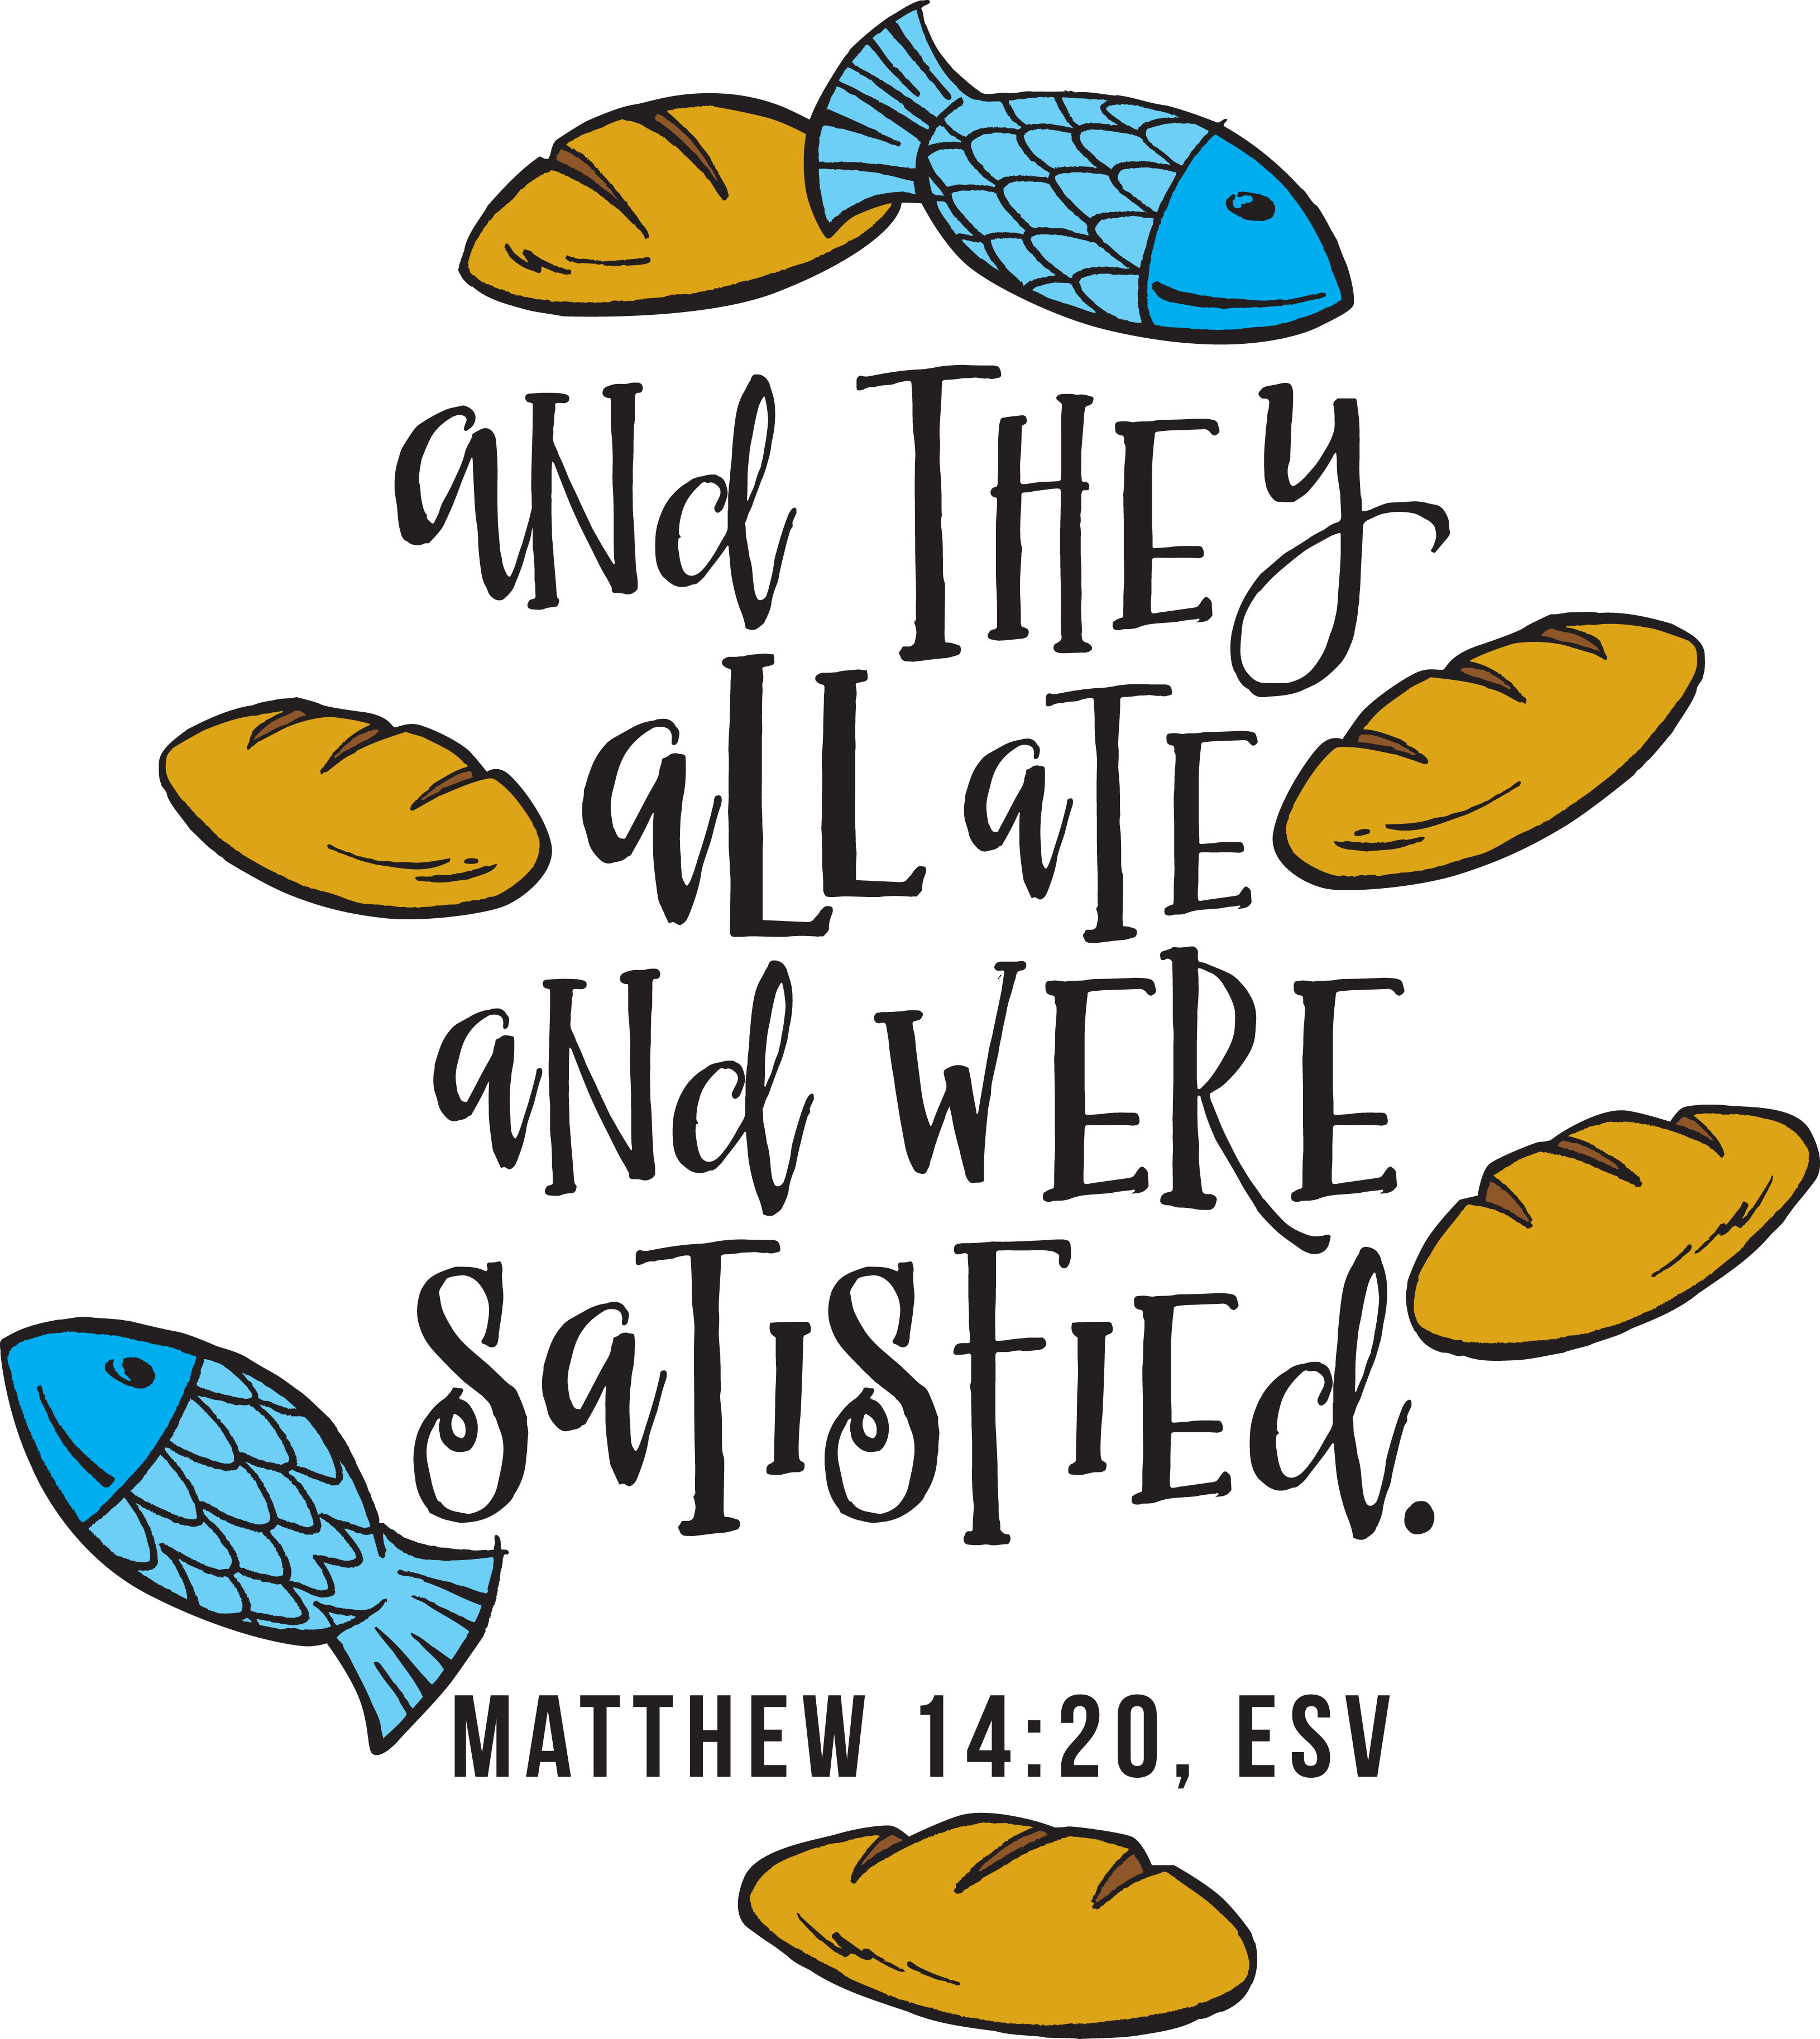 aNd THEy
aLL aTE
aNd WERE
SaTiSFiEd.
MATTHEW 14:20, ESV